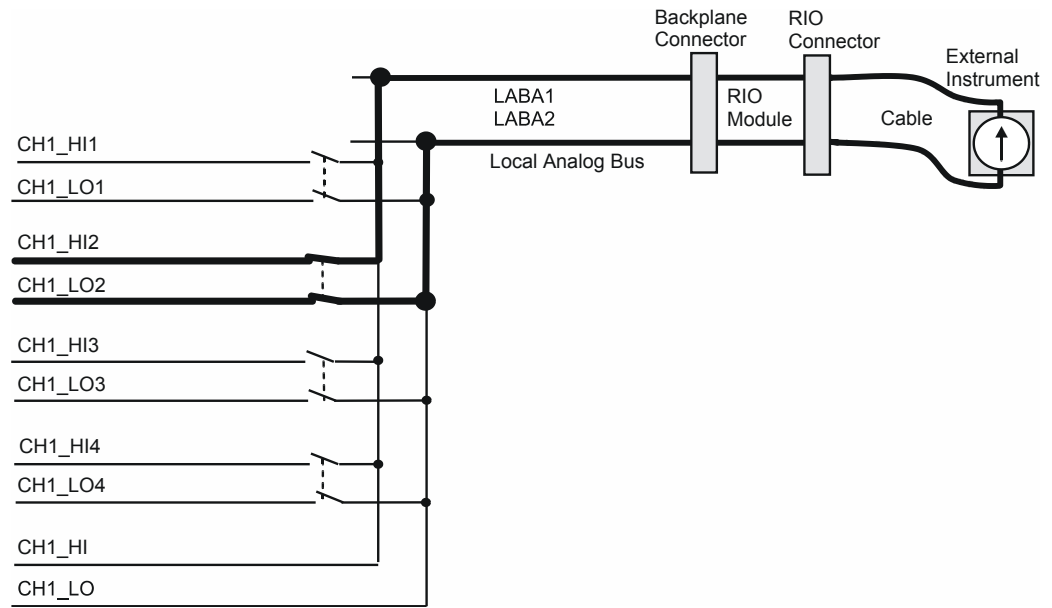 Backplane
Connector
RIO
Connector
External
Instrument
LABA1
LABA2
RIO
Module
Cable
Local Analog Bus
CH1_HI1
CH1_LO1
CH1_HI2
CH1_LO2
CH1_HI3
CH1_LO3
CH1_HI4
CH1_LO4
CH1_HI
CH1_LO